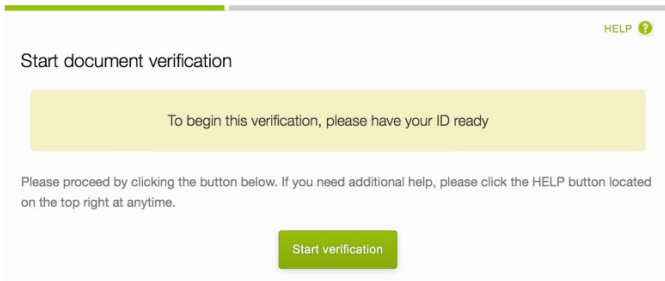 HELP ?
Start document verification
To begin this verification, please have your ID ready
Please proceed by clicking the button below. If you need additional help, please click the HELP button located
on the top right at anytime.
Start verification